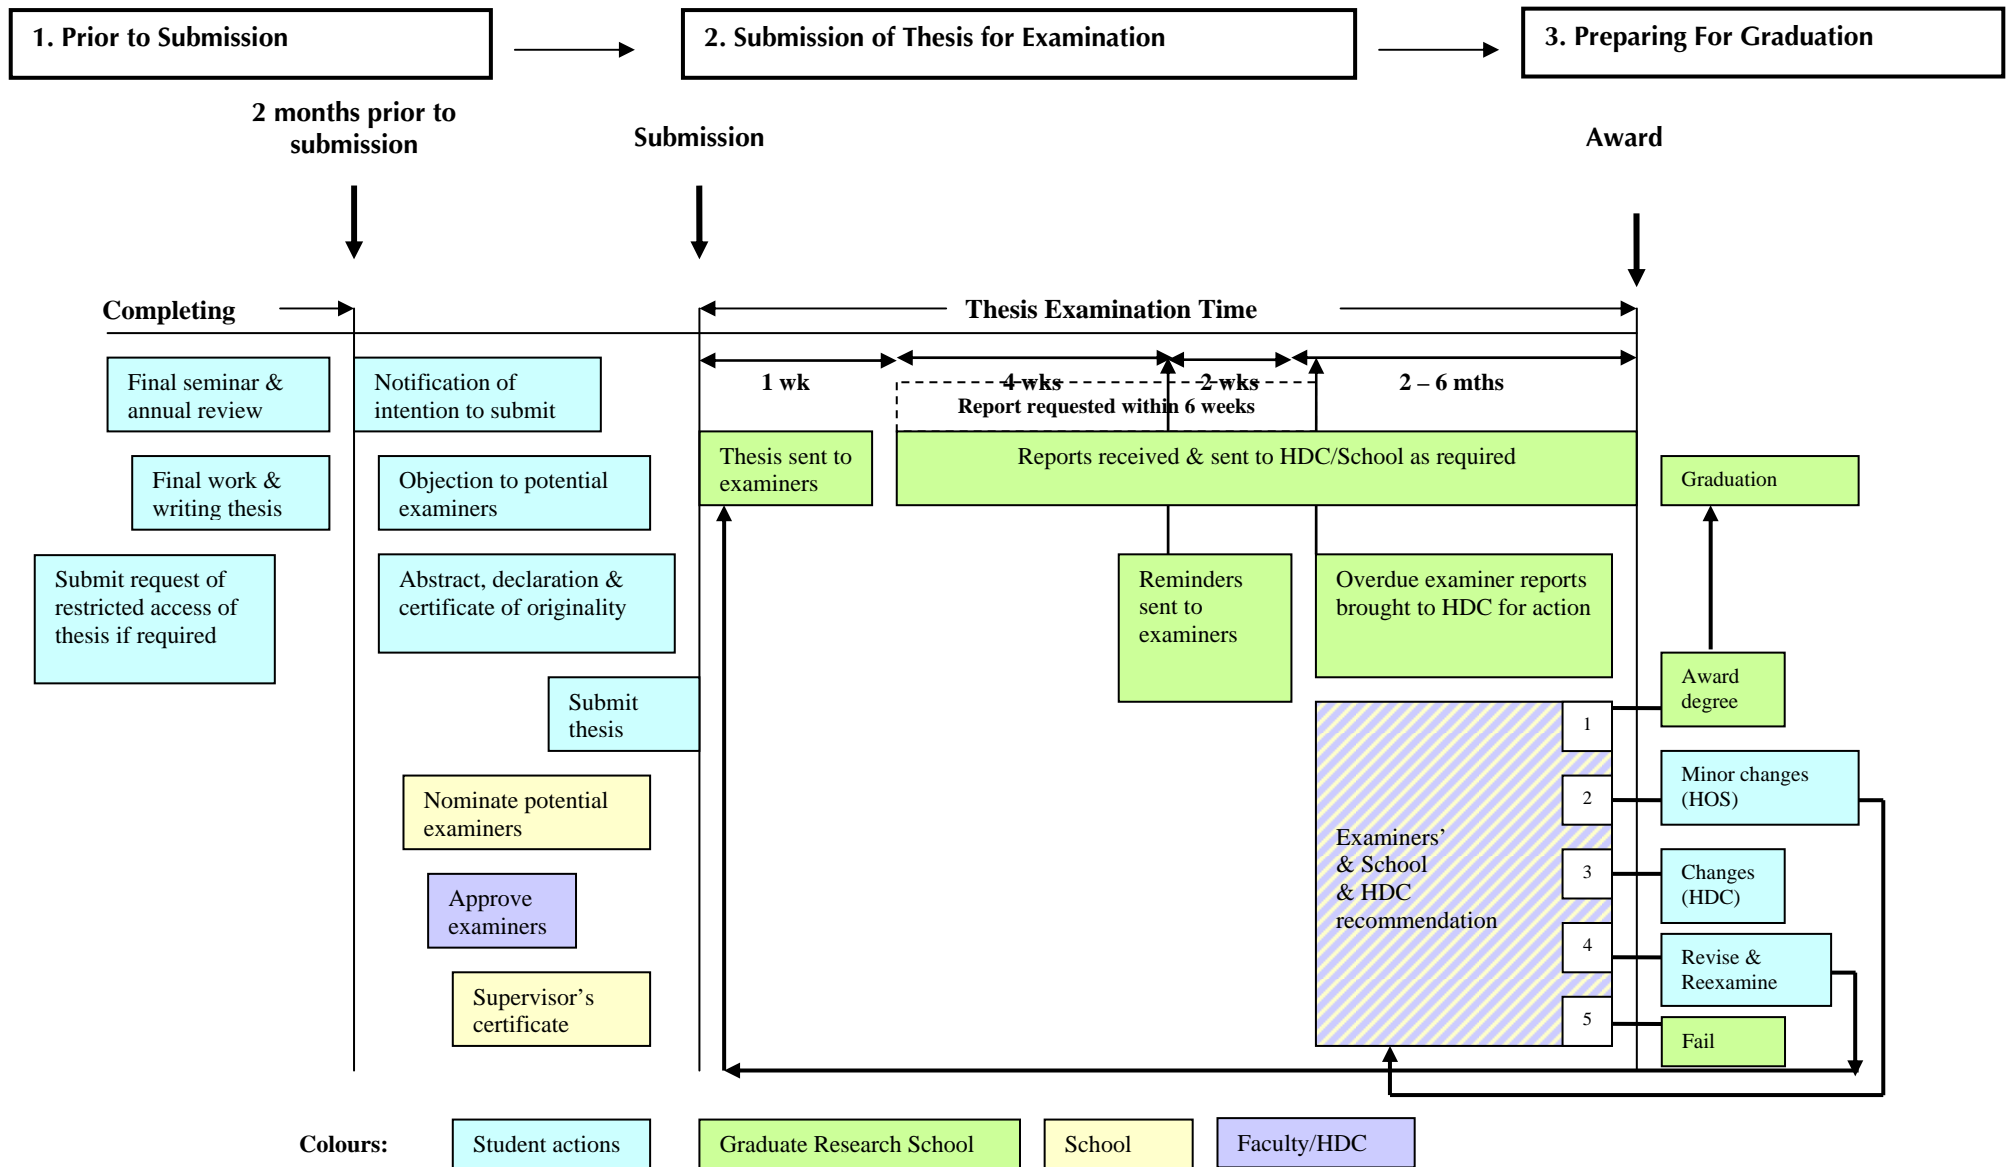 1. Prior to Submission
2. Submission of Thesis for Examination
3. Preparing For Graduation
2 months prior to
submission
Submission
Award
Completing
Thesis Examination Time
1 wk
4 wks
2 wks
2 – 6 mths
Report requested within 6 weeks
Final seminar &
annual review
Notification of
intention to submit
Thesis sent to
examiners
Reports received & sent to HDC/School as required
Final work &
writing thesis
Objection to potential
examiners
Graduation
Submit request of
restricted access of
thesis if required
Abstract, declaration &
certificate of originality
Reminders
sent to
examiners
Overdue examiner reports
brought to HDC for action
Submit
thesis
Award
degree
Nominate potential
examiners
Approve
examiners
Supervisor’s
certificate
Examiners’
& School
& HDC
recommendation
1
2
3
4
5
Minor changes
(HOS)
Changes
(HDC)
Revise &
Reexamine
Fail
Colours:
Student actions
Graduate Research School
School
Faculty/HDC